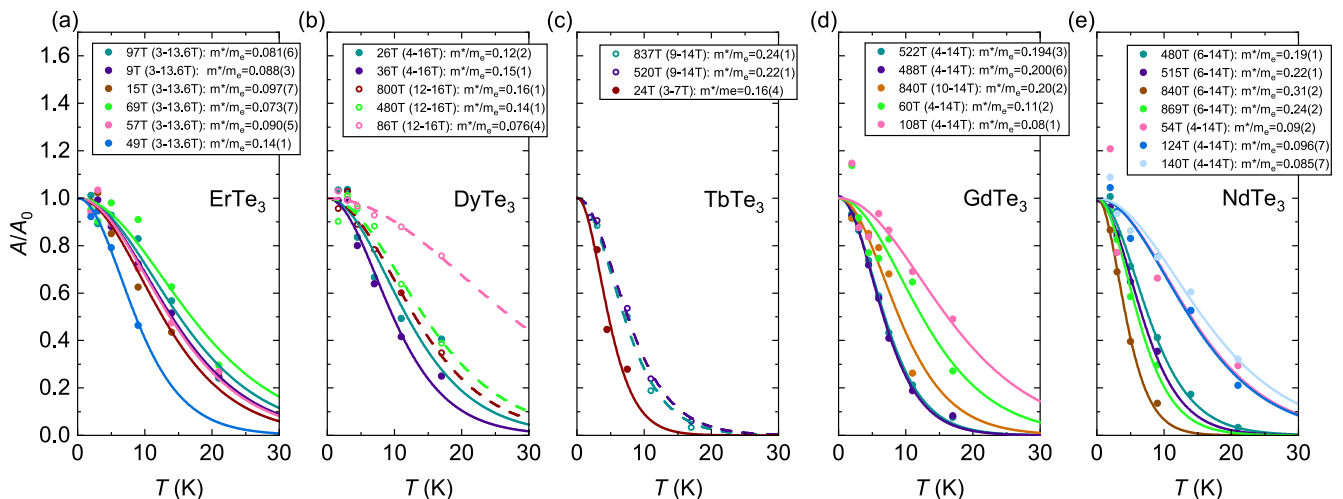 (a)
97T (3-13.6T): m*/mₑ=0.081(6)
9T (3-13.6T): m*/mₑ=0.088(3)
15T (3-13.6T): m*/mₑ=0.097(7)
69T (3-13.6T): m*/mₑ=0.073(7)
57T (3-13.6T): m*/mₑ=0.090(5)
49T (3-13.6T): m*/mₑ=0.14(1)
ErTe₃
A/A₀
1.6
1.4
1.2
1.0
0.8
0.6
0.4
0.2
0.0
0 10 20 30
T (K)
(b)
26T (4-16T): m*/mₑ=0.12(2)
36T (4-16T): m*/mₑ=0.15(1)
800T (12-16T): m*/mₑ=0.16(1)
480T (12-16T): m*/mₑ=0.14(1)
86T (12-16T): m*/mₑ=0.076(4)
DyTe₃
0 10 20 30
T (K)
(c)
837T (9-14T): m*/mₑ=0.24(1)
520T (9-14T): m*/mₑ=0.22(1)
24T (3-7T): m*/me=0.16(4)
TbTe₃
0 10 20 30
T (K)
(d)
522T (4-14T): m*/mₑ=0.194(3)
488T (4-14T): m*/mₑ=0.200(6)
840T (10-14T): m*/mₑ=0.20(2)
60T (4-14T): m*/mₑ=0.11(2)
108T (4-14T): m*/mₑ=0.08(1)
GdTe₃
0 10 20 30
T (K)
(e)
480T (6-14T): m*/mₑ=0.19(1)
515T (6-14T): m*/mₑ=0.22(1)
840T (6-14T): m*/mₑ=0.31(2)
869T (6-14T): m*/mₑ=0.24(2)
54T (4-14T): m*/mₑ=0.09(2)
124T (4-14T): m*/mₑ=0.096(7)
140T (4-14T): m*/mₑ=0.085(7)
NdTe₃
0 10 20 30
T (K)